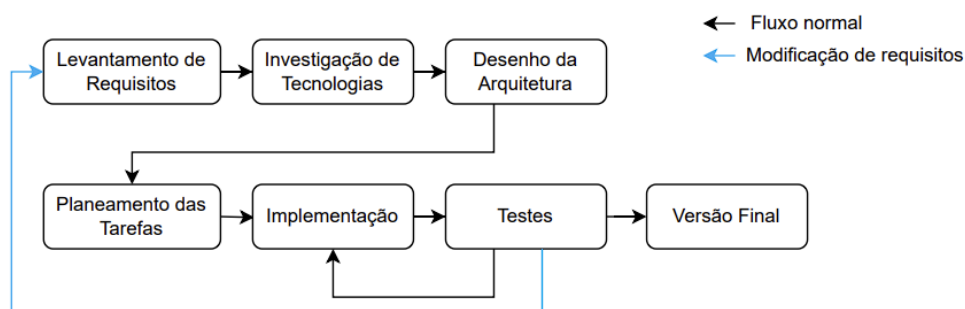 Fluxo normal
Modificação de requisitos
Levantamento de
Requisitos
Investigação de
Tecnologias
Desenho da
Arquitetura
Planeamento das
Tarefas
Implementação
Testes
Versão Final